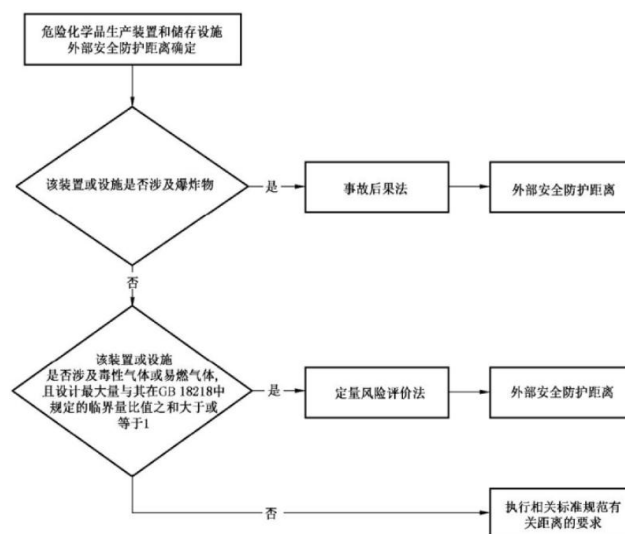 危险化学品生产装置和储存设施
外部安全防护距离确定
该装置或设施是否涉及爆炸物
是
事故后果法
外部安全防护距离
否
该装置或设施
是否涉及毒性气体或易燃气体,
且设计最大量与其在GB 18218中
规定的临界量比值之和大于或
等于1
是
定量风险评价法
外部安全防护距离
否
执行相关标准规范有
关距离的要求